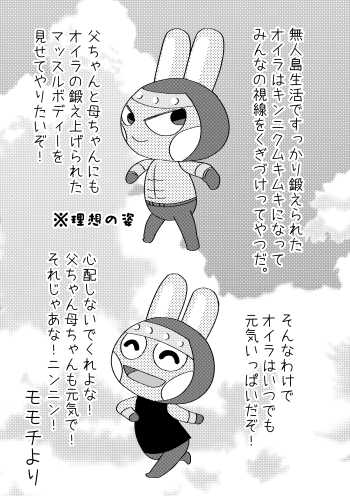 無人島生活ですっかり鍛えられた
オイラはキンニクムキムキになって
みんなの視線をくぎづけってやつだ。
父ちゃんと母ちゃんにも
オイラの鍛え上げられた
マッスルボディーを
見せてやりたいぞ!
※理想の姿
そんなわけで
オイラはいつでも
元気いっぱいだぞ!
心配しないでくれよな!
父ちゃん母ちゃんも元気で!
それじゃあな!ニンニン!
モモチより